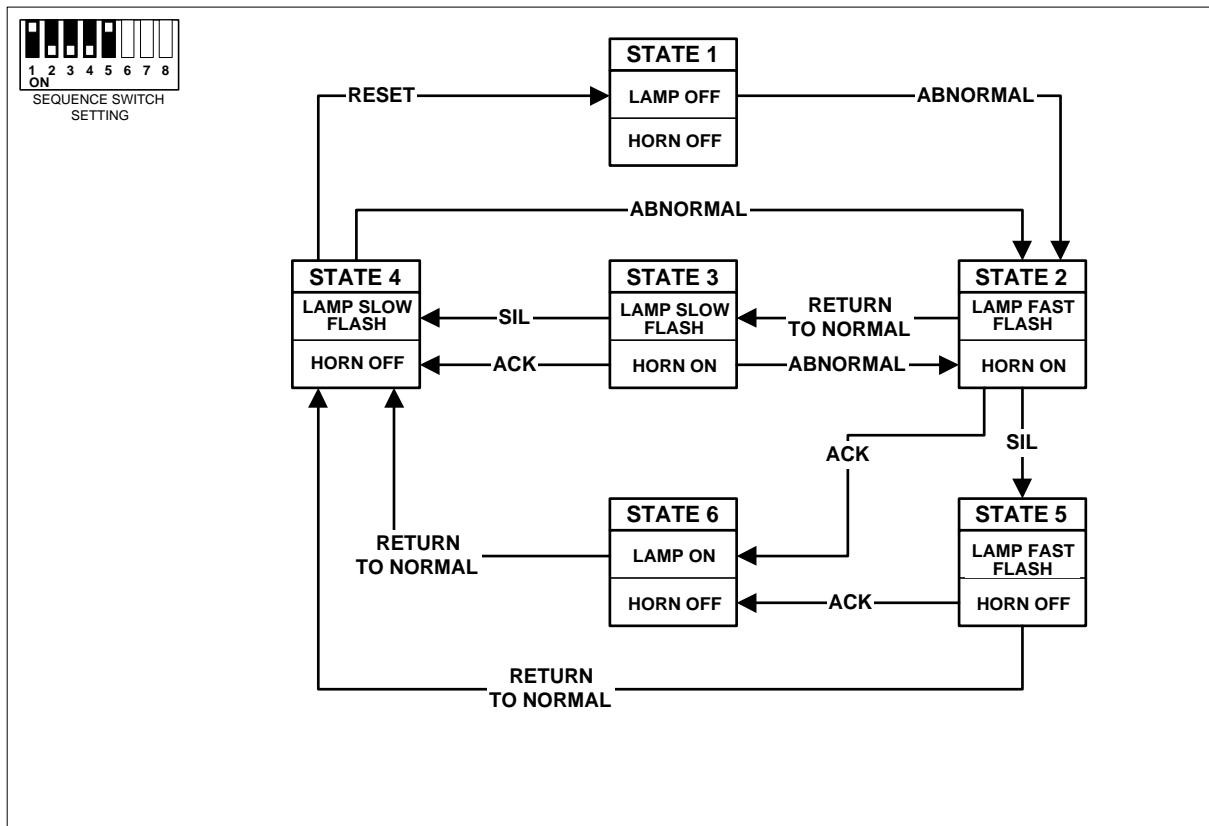 1 2 3 4 5 6 7 8
ON
SEQUENCE SWITCH
SETTING
STATE 1
LAMP OFF
HORN OFF
RESET
ABNORMAL
ABNORMAL
STATE 4
LAMP SLOW
FLASH
HORN OFF
SIL
ACK
STATE 3
LAMP SLOW
FLASH
HORN ON
RETURN
TO NORMAL
ABNORMAL
STATE 2
LAMP FAST
FLASH
HORN ON
ACK
SIL
RETURN
TO NORMAL
STATE 6
LAMP ON
HORN OFF
ACK
STATE 5
LAMP FAST
FLASH
HORN OFF
RETURN
TO NORMAL